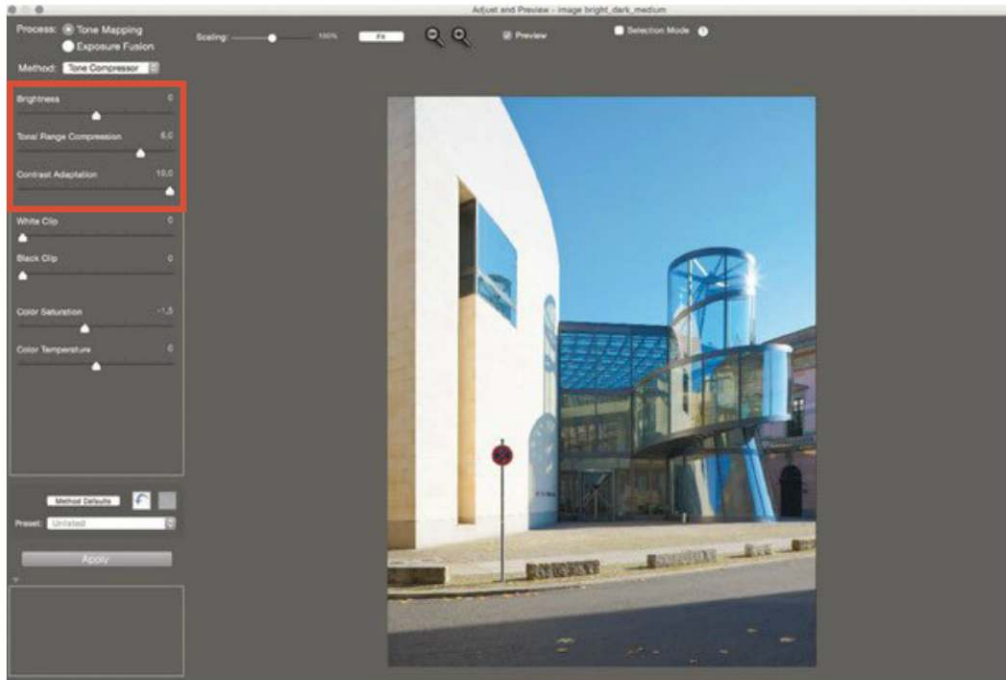 Adjust and Preview - image bright_dark_medium
Process: Tone Mapping
Exposure Fusion
Scaling: 100% Fit Preview Selection Mode ?
Method: Tone Compressor
Brightness 0
Tonal Range Compression 6,0
Contrast Adaptation 10,0
White Clip 0
Black Clip 0
Color Saturation -1,5
Color Temperature 0
Method Defaults
Preset: Untitled
Apply